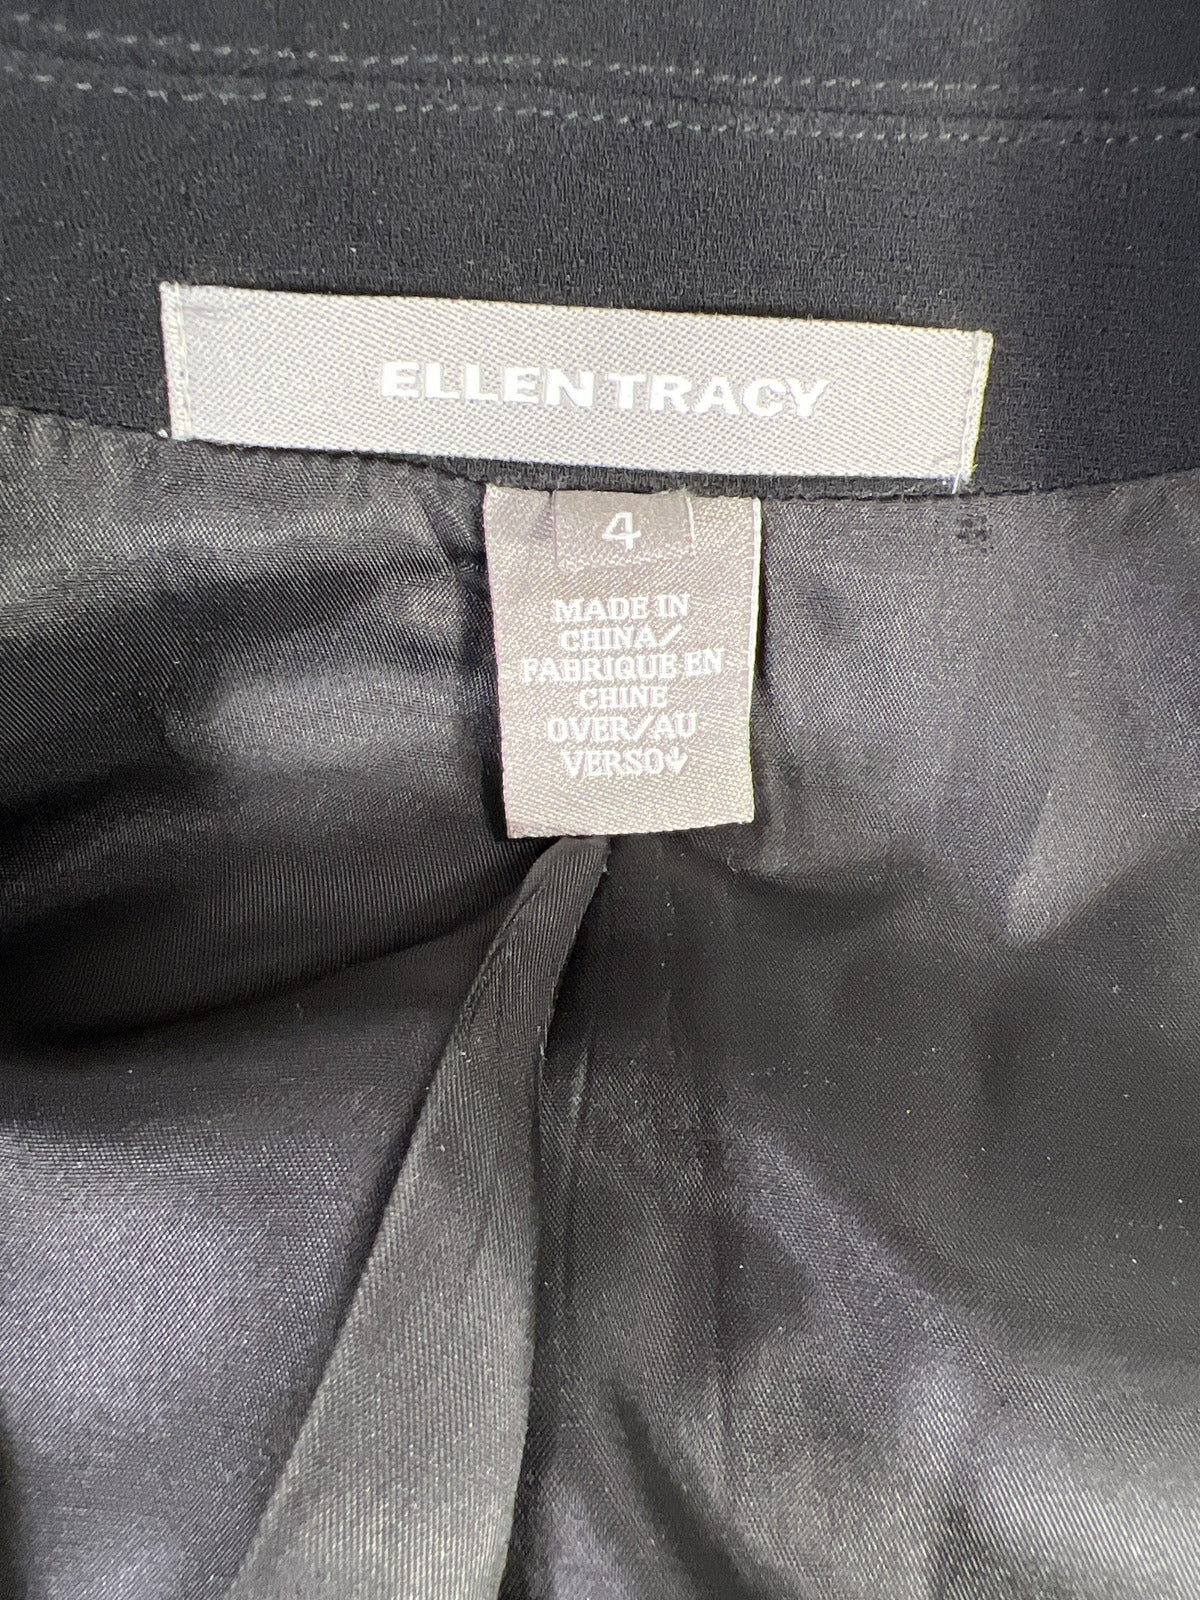 ELLEN TRACY
4
MADE IN
CHINA/
FABRIQUE EN
CHINE
OVER/AU
VERSO↓